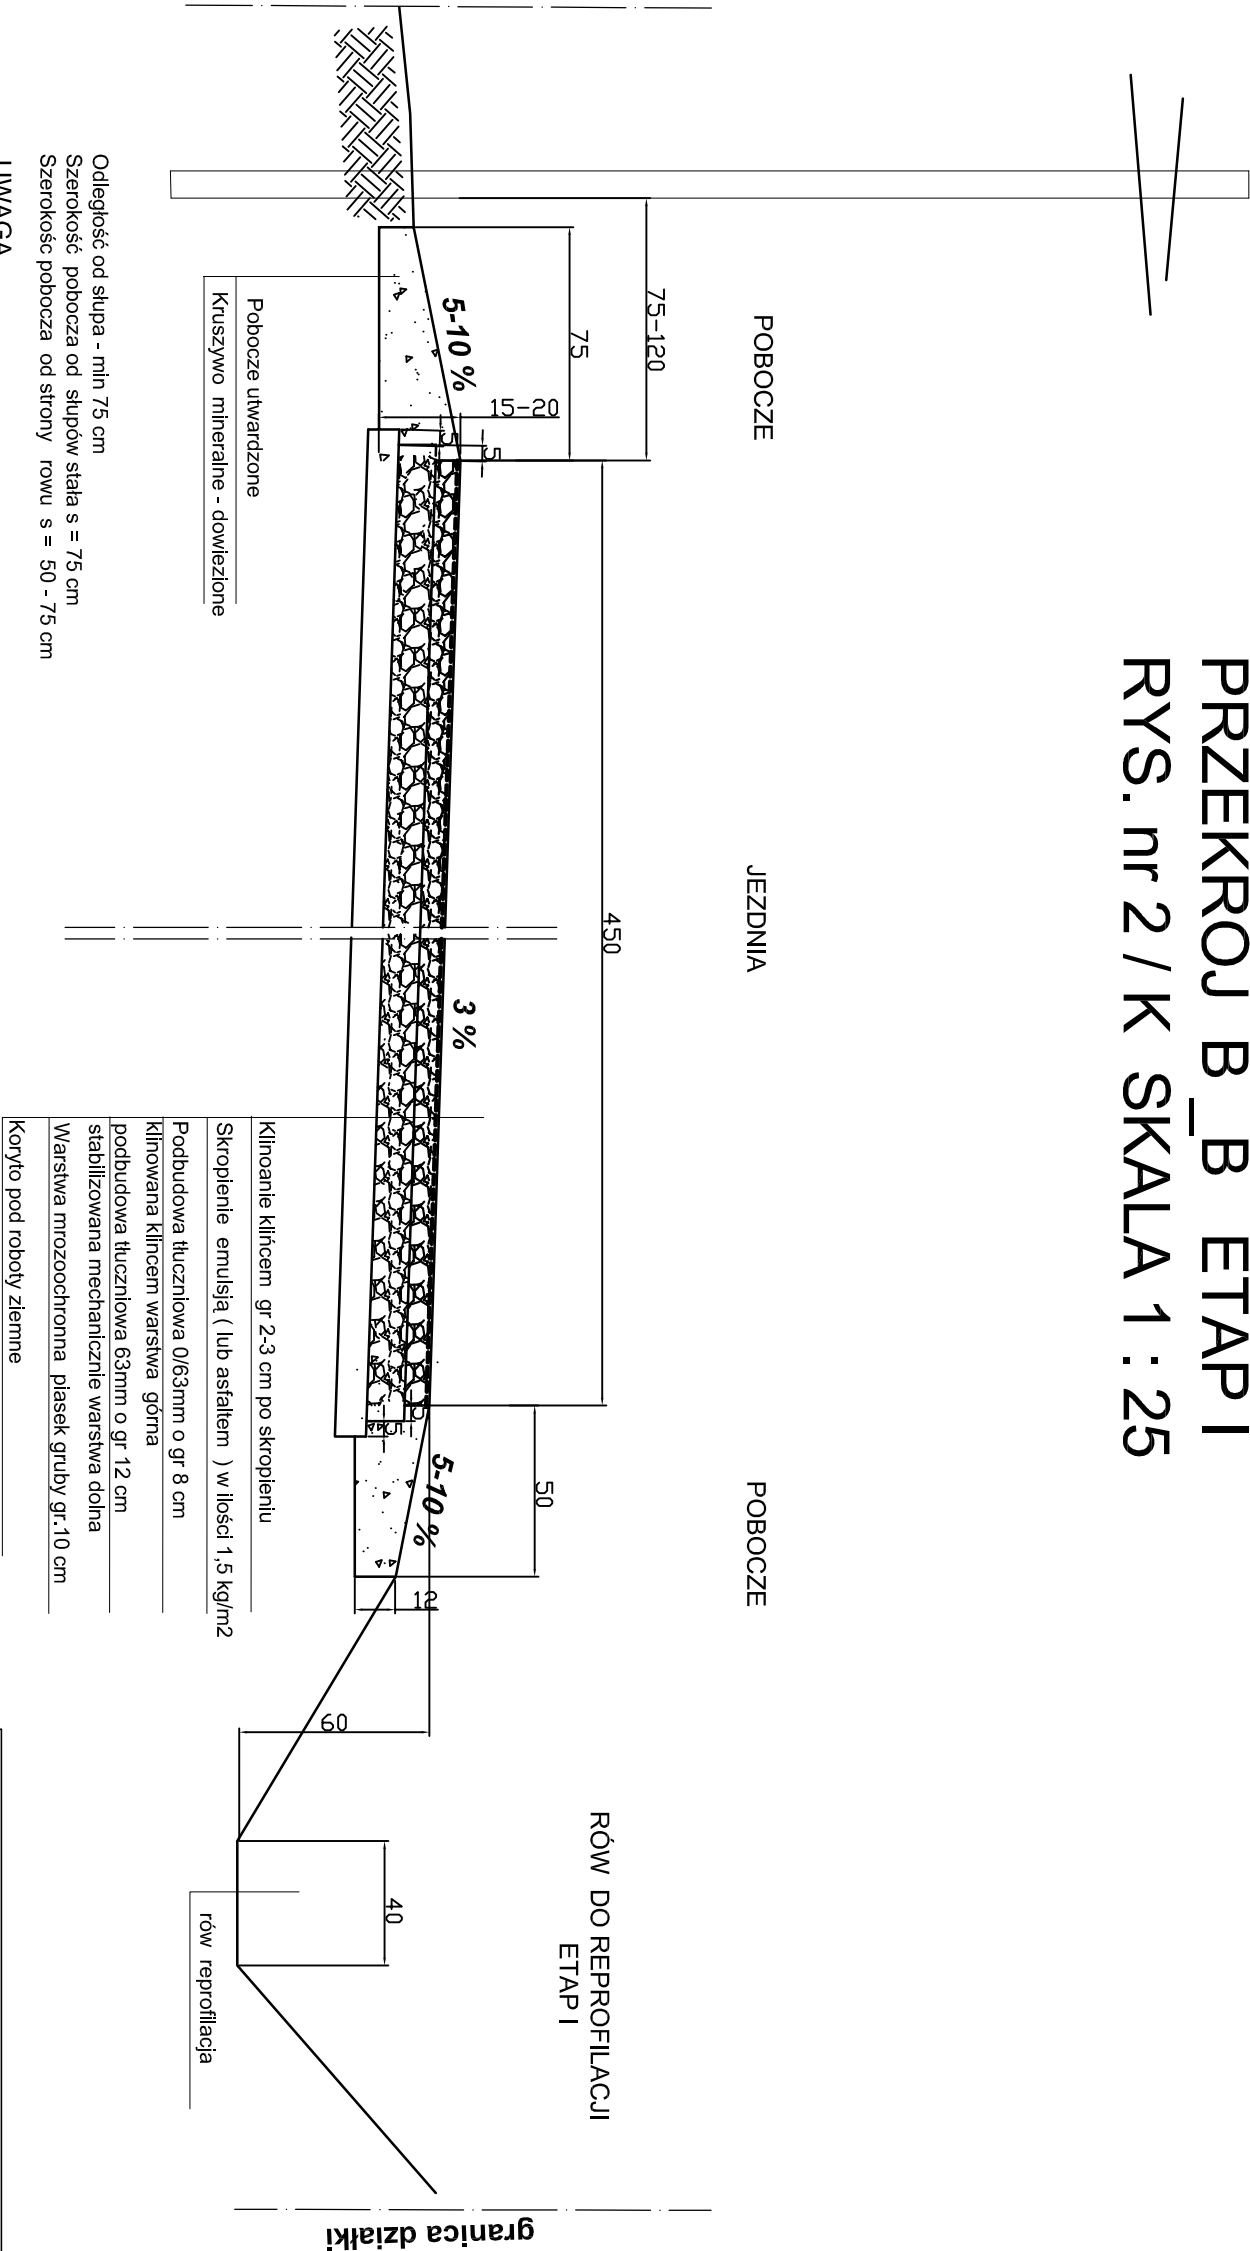 PRZEKROJ B _ B ETAP I
RYS. nr 2 / K SKALA 1 : 25
POBOCZE
JEZDNIA
POBOCZE
RÓW DO REPROFILACJI
ETAP I
75-120
75
450
50
15-20
5
5
5-10 %
3 %
5
5
5-10 %
12
60
40
granica działki
rów reprofilacja
Pobocze utwardzone
Kruszywo mineralne - dowiezione
Klinoanie klińcem gr 2-3 cm po skropieniu
Skropienie emulsją ( lub asfaltem ) w ilości 1,5 kg/m2
Podbudowa tłuczniowa 0/63mm o gr 8 cm
klinowana klincem warstwa górna
podbudowa tłuczniowa 63mm o gr 12 cm
stabilizowana mechanicznie warstwa dolna
Warstwa mrozoochronna piasek gruby gr.10 cm
Koryto pod roboty ziemne
Odległość od słupa - min 75 cm
Szerokość pobocza od słupów stała s = 75 cm
Szerokośc pobocza od strony rowu s = 50 - 75 cm
UWAGA